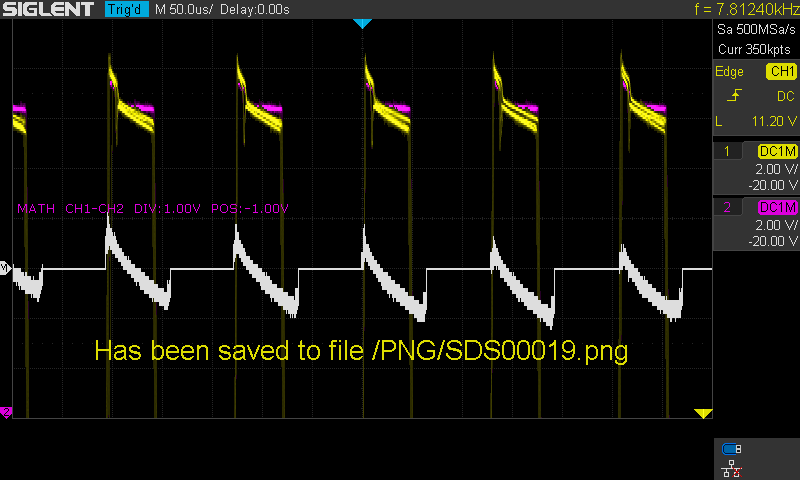 SIGLENT Trig'd M 50.0us/ Delay:0.00s f = 7.81240kHz
Sa 500MSa/s
Curr 350kpts
Edge CH1
DC
L 11.20 V
1 DC1M
2.00 V/
-20.00 V
2 DC1M
2.00 V/
-20.00 V
MATH CH1-CH2 DIV:1.00V POS:-1.00V
M
Has been saved to file /PNG/SDS00019.png
2